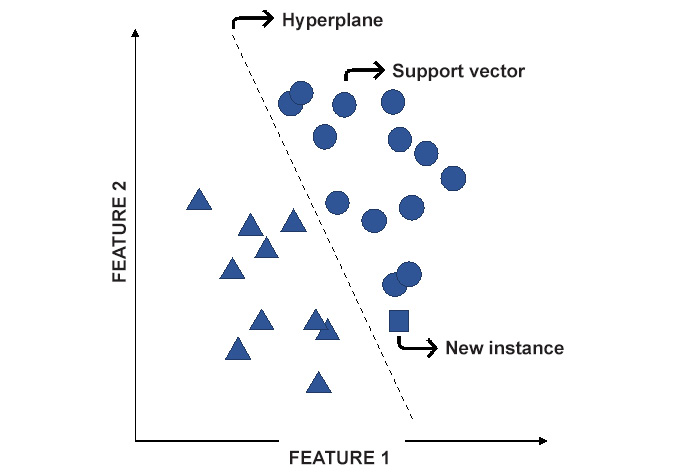 Hyperplane
Support vector
FEATURE 2
New instance
FEATURE 1